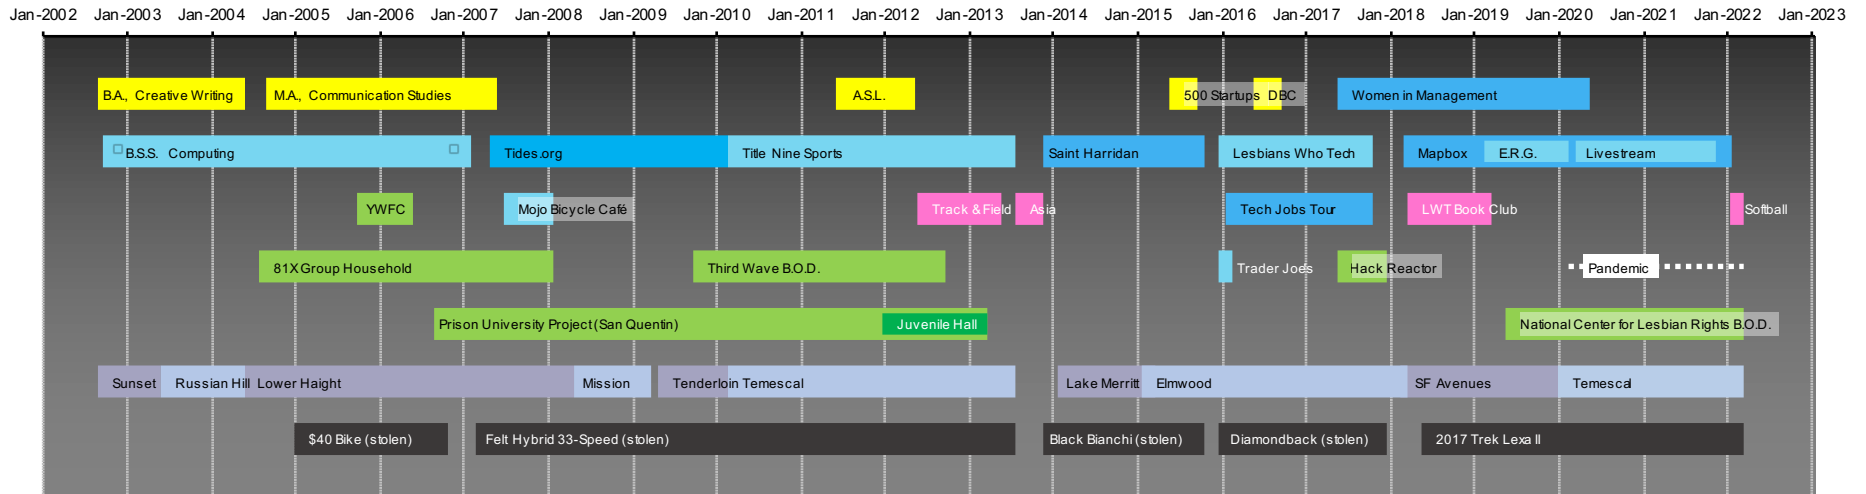 Jan-2002 Jan-2003 Jan-2004 Jan-2005 Jan-2006 Jan-2007 Jan-2008 Jan-2009 Jan-2010 Jan-2011 Jan-2012 Jan-2013 Jan-2014 Jan-2015 Jan-2016 Jan-2017 Jan-2018 Jan-2019 Jan-2020 Jan-2021 Jan-2022 Jan-2023
B.A., Creative Writing M.A., Communication Studies A.S.L. 500 Startups DBC Women in Management
B.S.S. Computing Tides.org Title Nine Sports Saint Harridan Lesbians Who Tech Mapbox E.R.G. Livestream
YWFC Mojo Bicycle Café Track & Field Asia Tech Jobs Tour LWT Book Club Softball
81X Group Household Third Wave B.O.D. Trader Joe's Hack Reactor Pandemic
Prison University Project (San Quentin) Juvenile Hall National Center for Lesbian Rights B.O.D.
Sunset Russian Hill Lower Haight Mission Tenderloin Temescal Lake Merritt Elmwood SF Avenues Temescal
$40 Bike (stolen) Felt Hybrid 33-Speed (stolen) Black Bianchi (stolen) Diamondback (stolen) 2017 Trek Lexa II